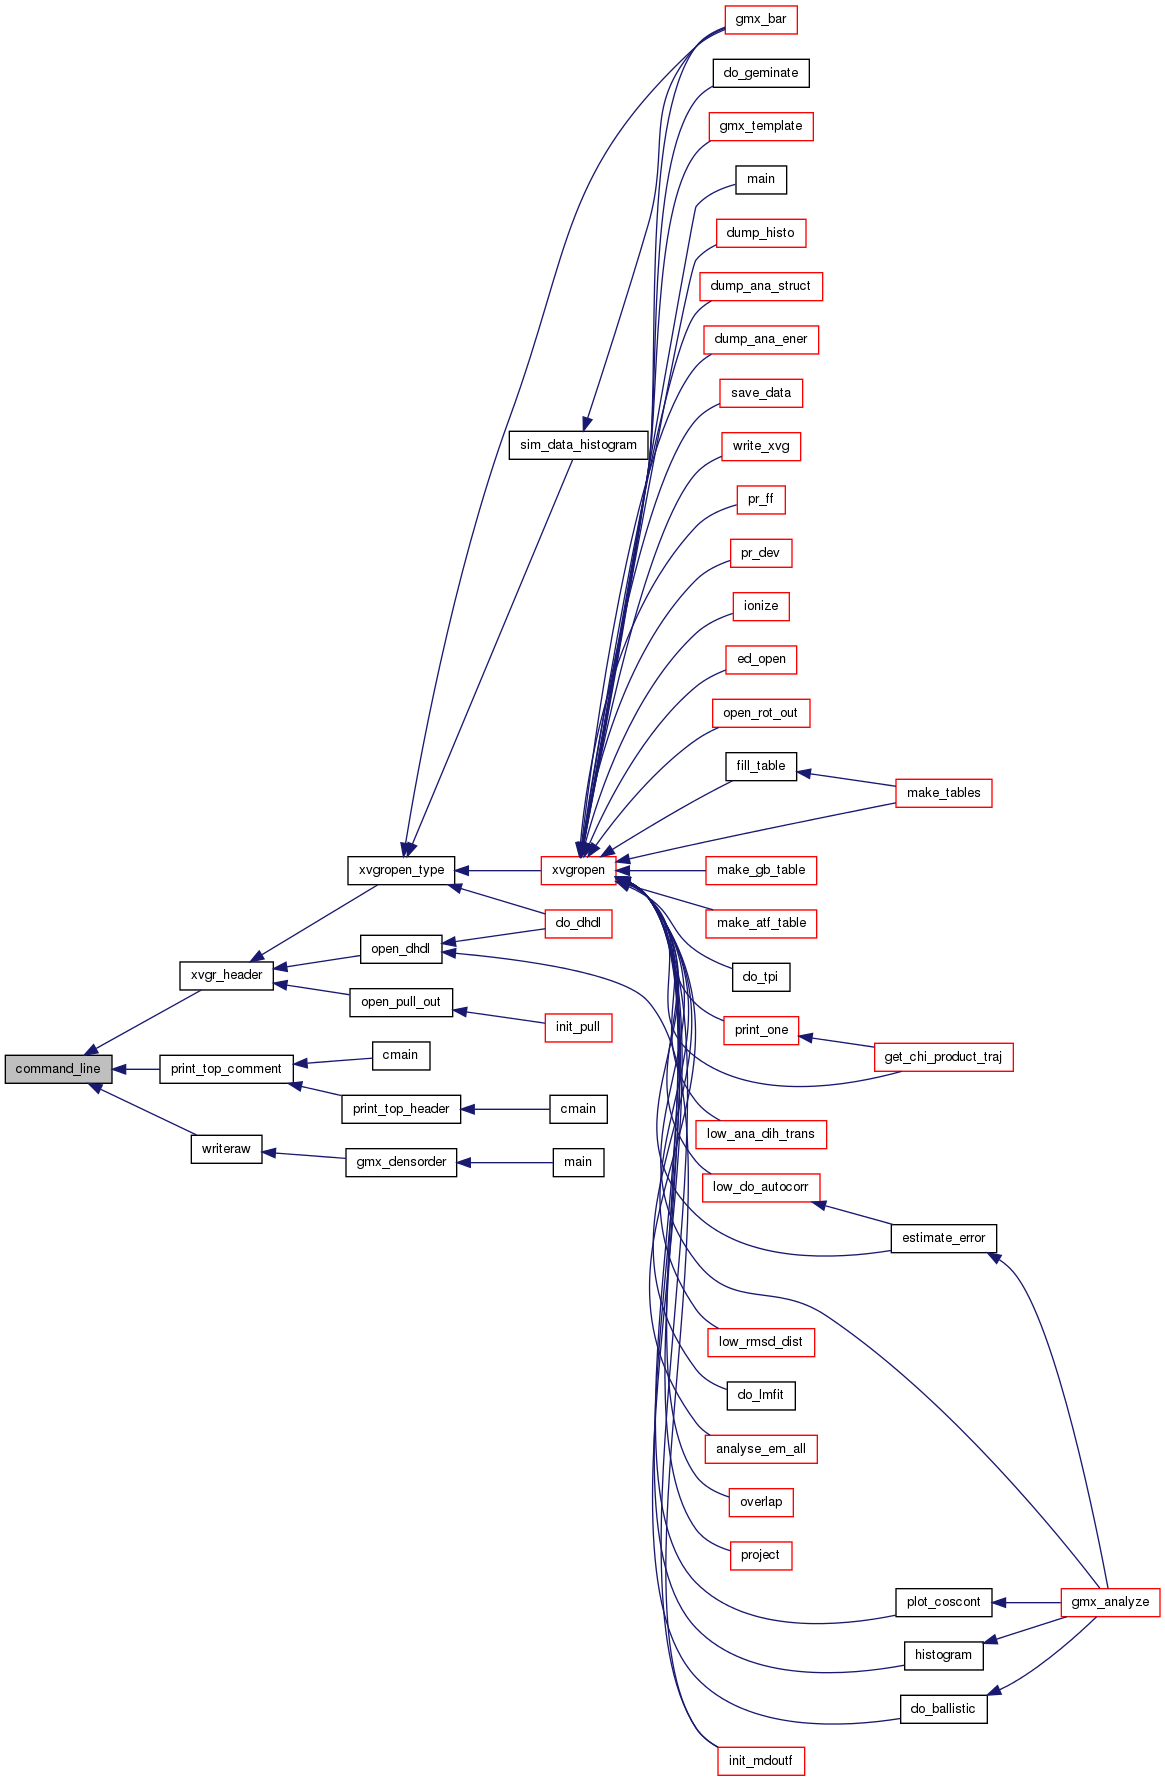 gmx_bar
do_geminate
gmx_template
main
dump_histo
dump_ana_struct
dump_ana_ener
save_data
sim_data_histogram
write_xvg
pr_ff
pr_dev
ionize
ed_open
open_rot_out
fill_table
make_tables
xvgropen_type
xvgropen
make_gb_table
do_dhdl
make_atf_table
open_dhdl
xvgr_header
do_tpi
open_pull_out
init_pull
print_one
cmain
get_chi_product_traj
command_line
print_top_comment
print_top_header
cmain
low_ana_dih_trans
writeraw
gmx_densorder
main
low_do_autocorr
estimate_error
low_rmsd_dist
do_lmfit
analyse_em_all
overlap
project
plot_coscont
gmx_analyze
histogram
do_ballistic
init_mdoutf